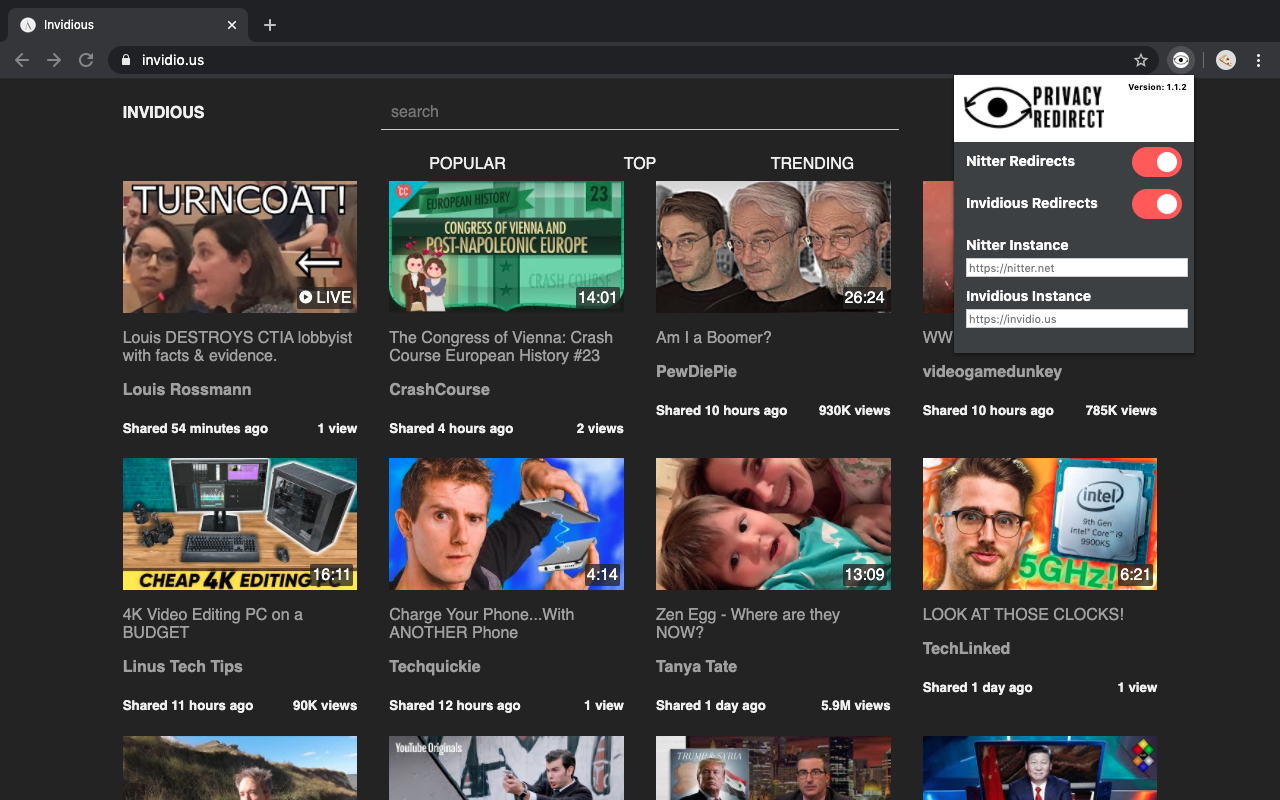 Invidious
invidio.us
Version: 1.1.2
PRIVACY
REDIRECT
Nitter Redirects
Invidious Redirects
Nitter Instance
https://nitter.net
Invidious Instance
https://invidio.us
INVIDIOUS
search
POPULAR
TOP
TRENDING
TURNCOAT!
LIVE
Louis DESTROYS CTIA lobbyist
with facts & evidence.
Louis Rossmann
Shared 54 minutes ago
1 view
CC
EUROPEAN HISTORY
23
CONGRESS OF VIENNA AND
POST-NAPOLEONIC EUROPE
CRASH COURSE
14:01
The Congress of Vienna: Crash
Course European History #23
CrashCourse
Shared 4 hours ago
2 views
26:24
Am I a Boomer?
PewDiePie
Shared 10 hours ago
930K views
WW
videogamedunkey
Shared 10 hours ago
785K views
CHEAP 4K EDITING
16:11
4K Video Editing PC on a
BUDGET
Linus Tech Tips
Shared 11 hours ago
90K views
4:14
Charge Your Phone...With
ANOTHER Phone
Techquickie
Shared 12 hours ago
1 view
13:09
Zen Egg - Where are they
NOW?
Tanya Tate
Shared 1 day ago
5.9M views
intel
9th Gen
Intel® Core™ i9
9900KS
5GHz!
6:21
LOOK AT THOSE CLOCKS!
TechLinked
Shared 1 day ago
1 view
YouTube Originals
TRUMP & SYRIA